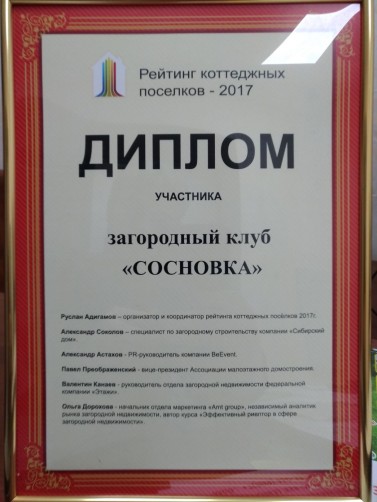 Рейтинг коттеджных
поселков - 2017
ДИПЛОМ
УЧАСТНИКА
загородный клуб
«СОСНОВКА»
Руслан Адигамов – организатор и координатор рейтинга коттеджных посёлков 2017г.
Александр Соколов – специалист по загородному строительству компании «Сибирский
дом».
Александр Астахов - PR-руководитель компании BeEvent.
Павел Преображенский - вице-президент Ассоциации малоэтажного домостроения.
Валентин Канаев - руководитель отдела загородной недвижимости федеральной
компании «Этажи».
Ольга Дорохова - начальник отдела маркетинга «Amt group», независимый аналитик
рынка загородной недвижимости, автор курса «Эффективный риелтор в сфере
загородной недвижимости».